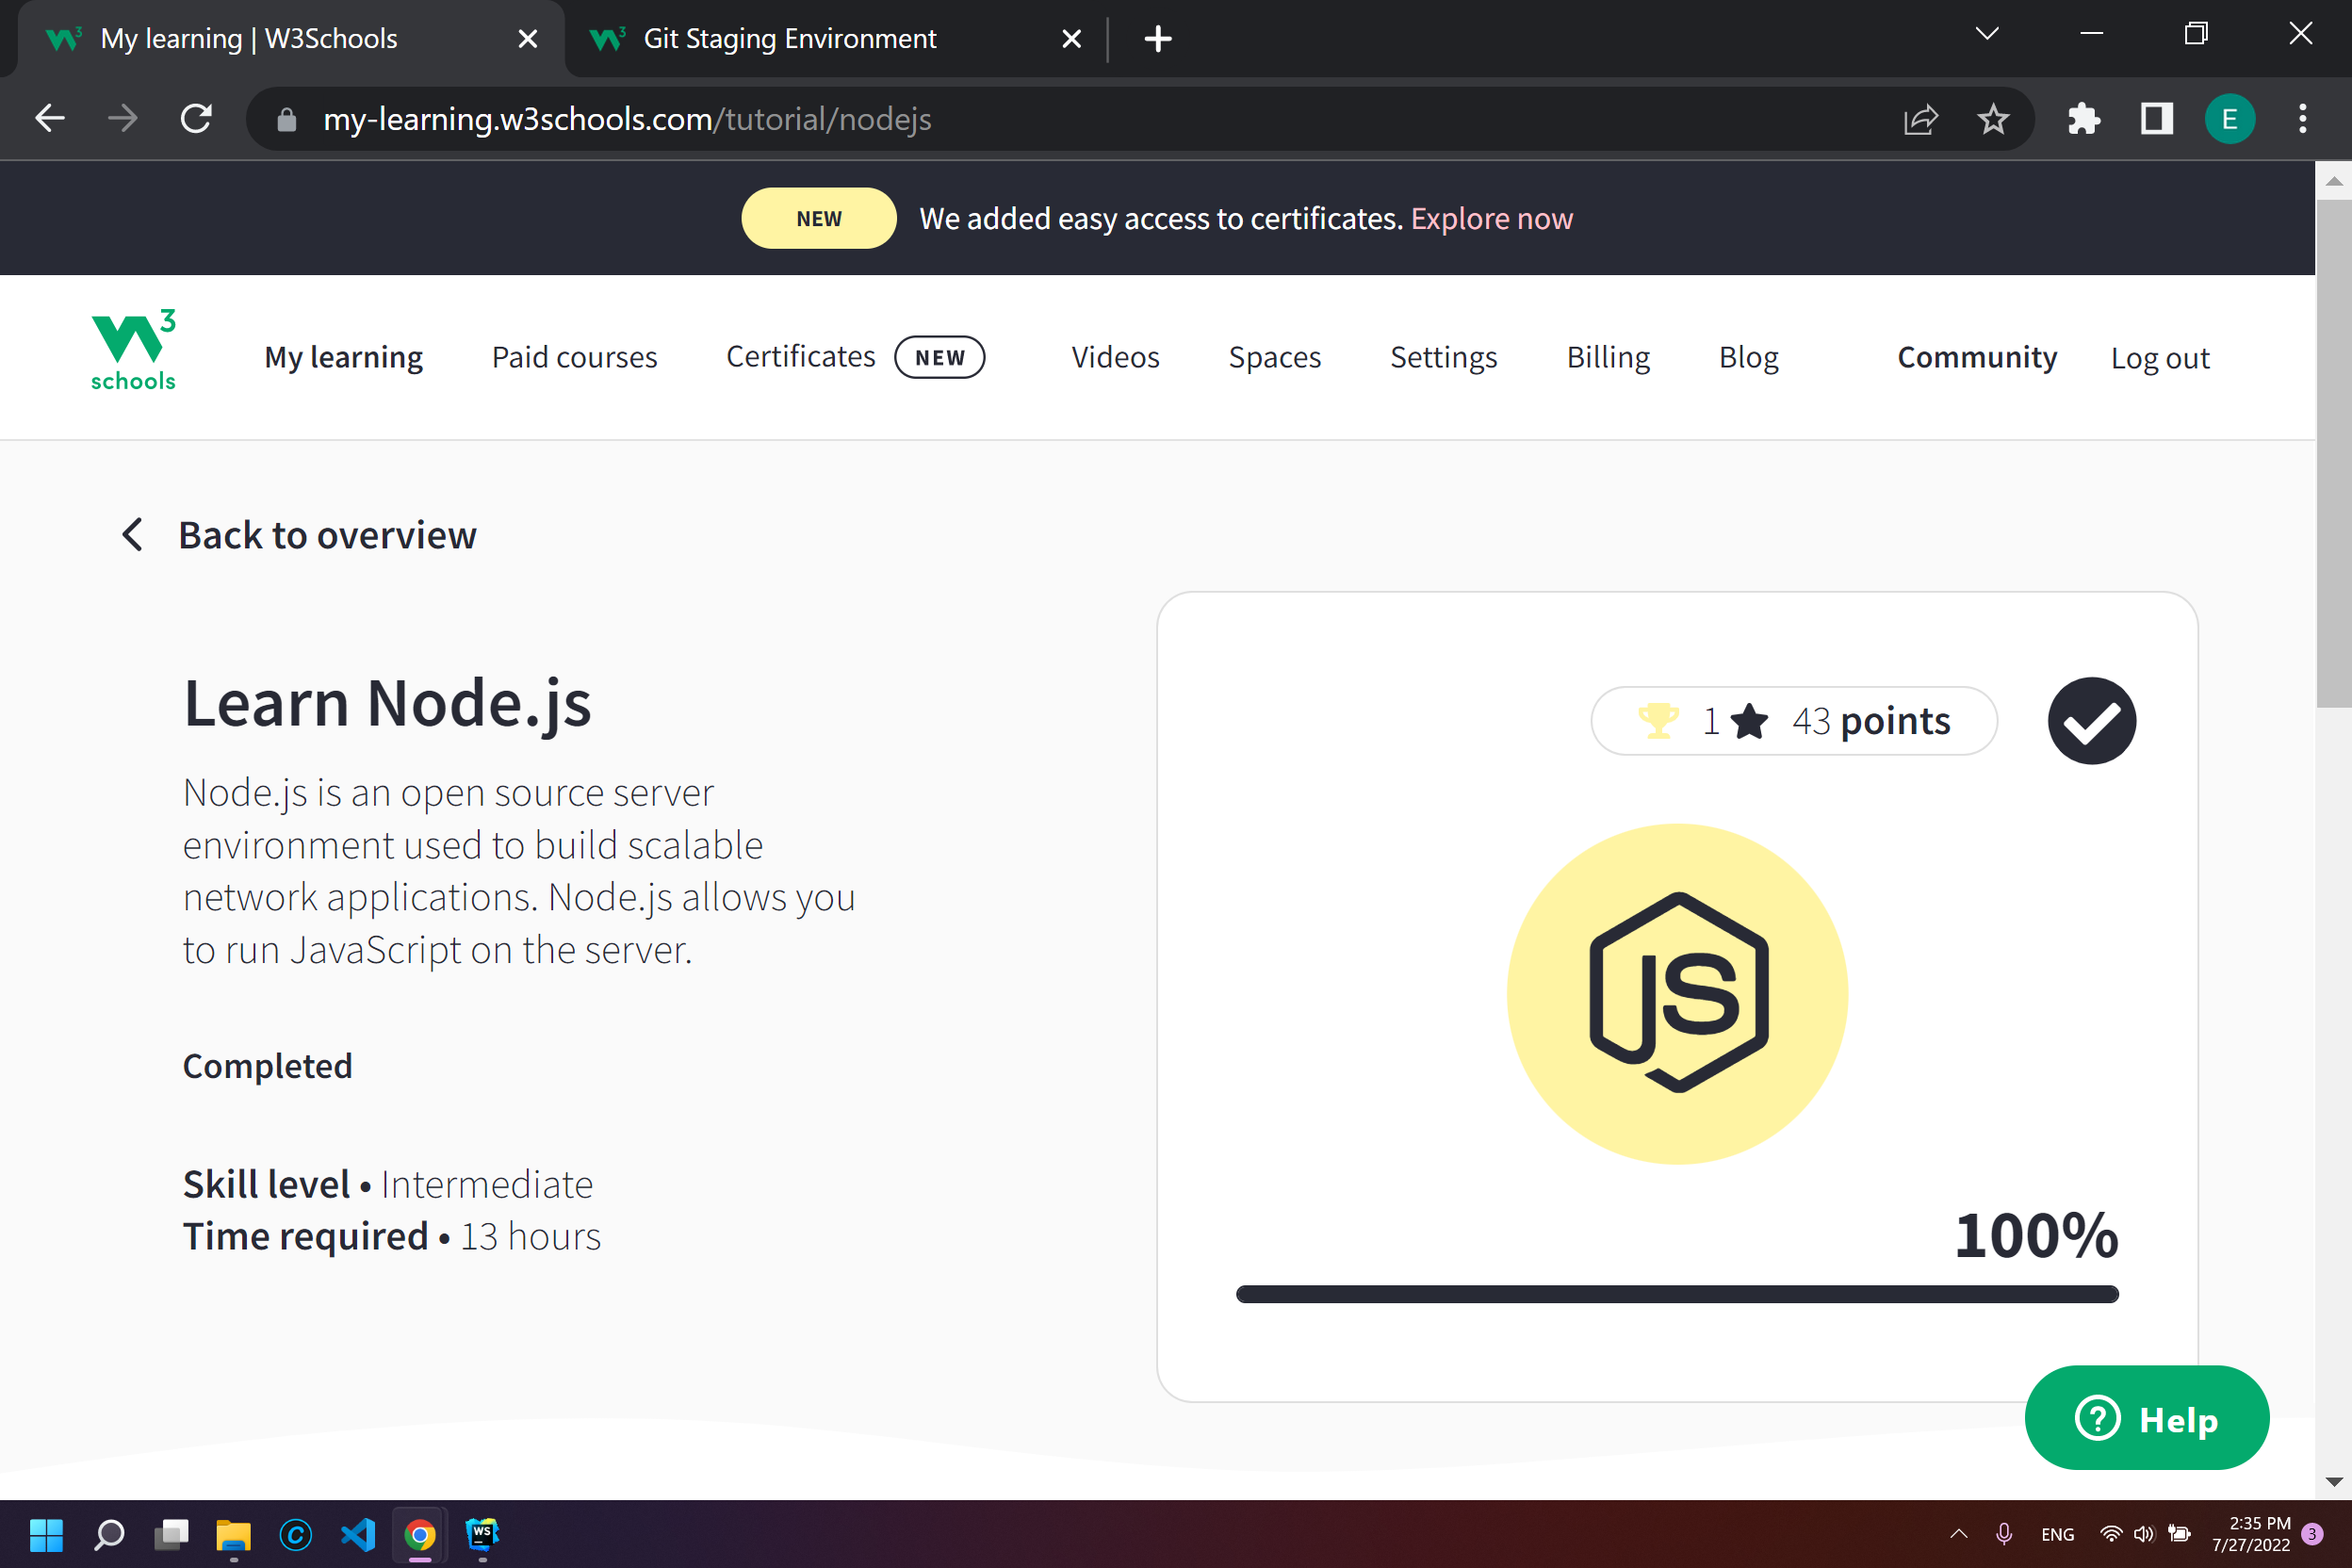 My learning | W3Schools
Git Staging Environment
my-learning.w3schools.com/tutorial/nodejs
E
NEW We added easy access to certificates. Explore now
W3 schools
My learning Paid courses Certificates NEW Videos Spaces Settings Billing Blog Community Log out
Back to overview
Learn Node.js
Node.js is an open source server
environment used to build scalable
network applications. Node.js allows you
to run JavaScript on the server.
Completed
Skill level • Intermediate
Time required • 13 hours
1 43 points
JS
100%
? Help
C
WS
ENG
2:35 PM
7/27/2022
3